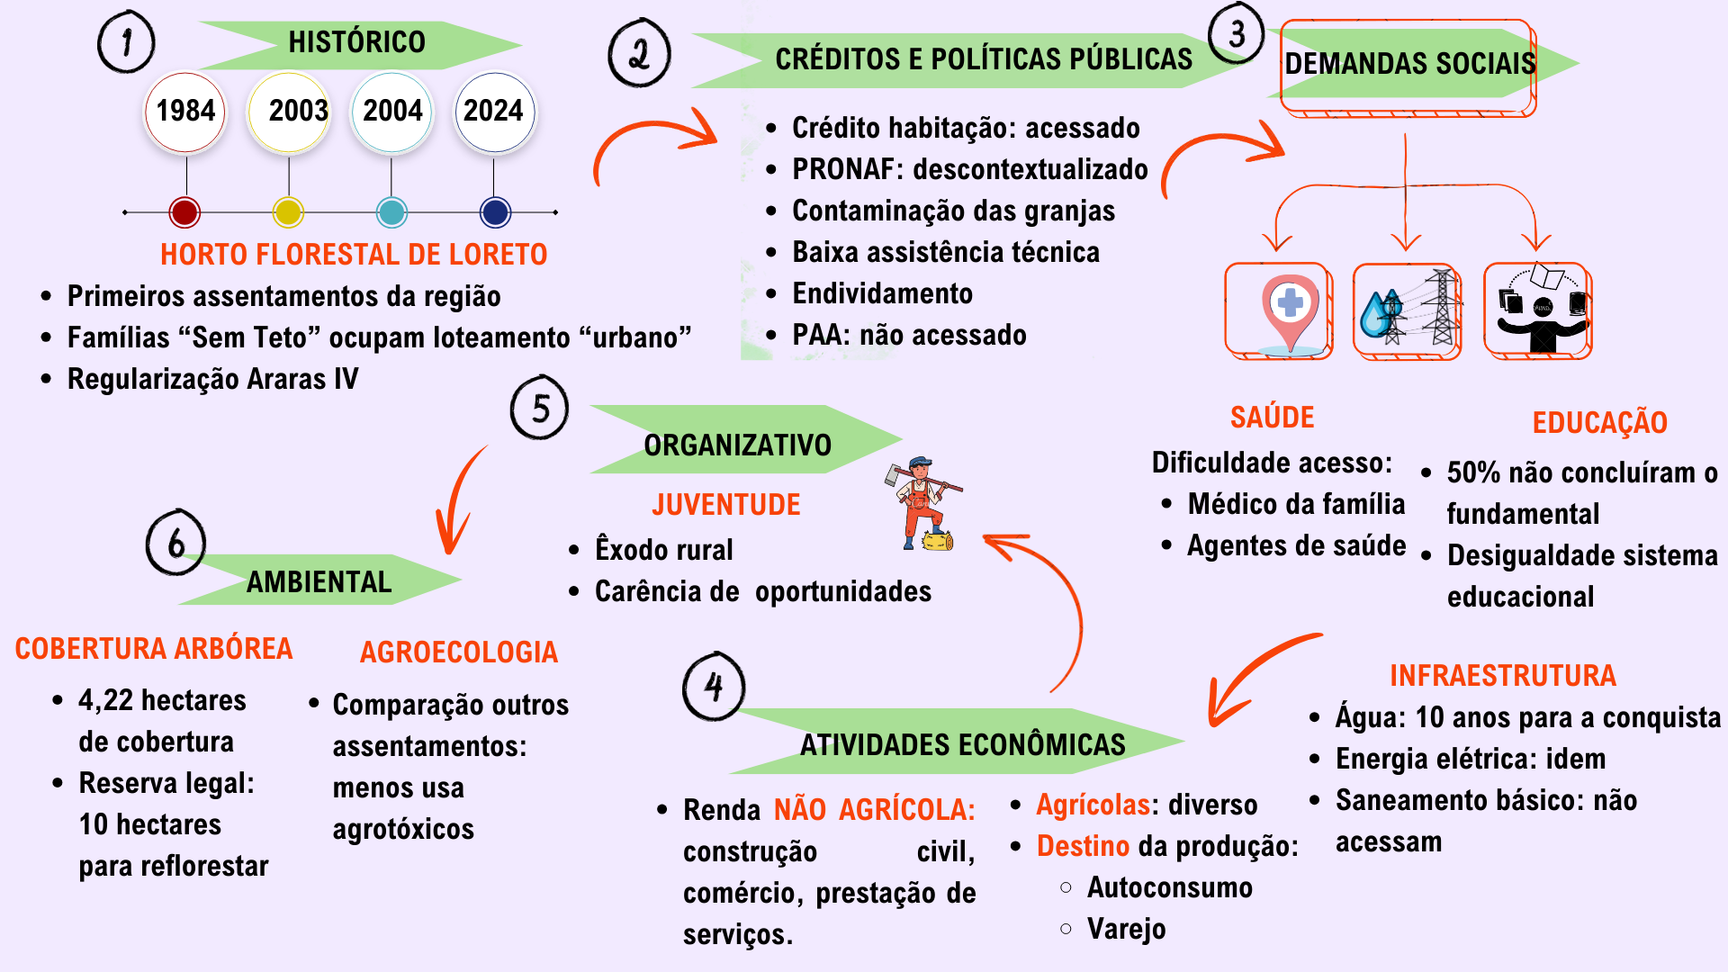 1
HISTÓRICO
1984
2003
2004
2024
HORTO FLORESTAL DE LORETO
• Primeiros assentamentos da região
• Famílias “Sem Teto” ocupam loteamento “urbano”
• Regularização Araras IV
2
CRÉDITOS E POLÍTICAS PÚBLICAS
• Crédito habitação: acessado
• PRONAF: descontextualizado
• Contaminação das granjas
• Baixa assistência técnica
• Endividamento
• PAA: não acessado
3
DEMANDAS SOCIAIS
SAÚDE
Dificuldade acesso:
• Médico da família
• Agentes de saúde
EDUCAÇÃO
• 50% não concluíram o
fundamental
• Desigualdade sistema
educacional
INFRAESTRUTURA
• Água: 10 anos para a conquista
• Energia elétrica: idem
• Saneamento básico: não
acessam
4
ATIVIDADES ECONÔMICAS
• Renda NÃO AGRÍCOLA:
construção civil,
comércio, prestação de
serviços.
• Agrícolas: diverso
• Destino da produção:
○ Autoconsumo
○ Varejo
5
ORGANIZATIVO
JUVENTUDE
• Êxodo rural
• Carência de oportunidades
6
AMBIENTAL
COBERTURA ARBÓREA
• 4,22 hectares
de cobertura
• Reserva legal:
10 hectares
para reflorestar
AGROECOLOGIA
• Comparação outros
assentamentos:
menos usa
agrotóxicos